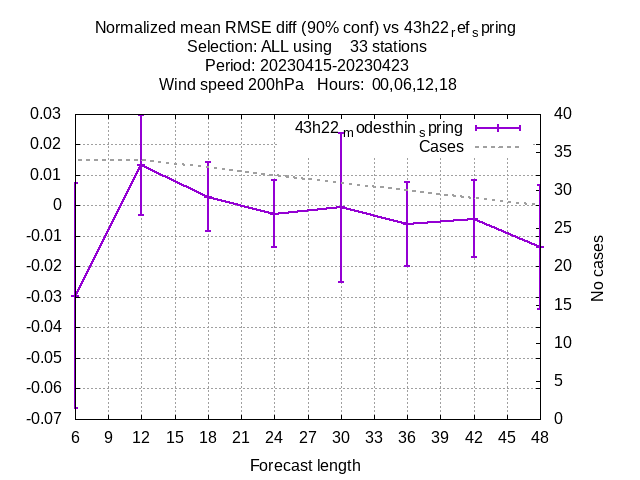 Normalized mean RMSE diff (90% conf) vs 43h22ref spring
Selection: ALL using 33 stations
Period: 20230415-20230423
Wind speed 200hPa Hours: 00,06,12,18
43h22modesthinspring
Cases
0.03
0.02
0.01
0
-0.01
-0.02
-0.03
-0.04
-0.05
-0.06
-0.07
40
35
30
25
20
15
10
5
0
No cases
6 9 12 15 18 21 24 27 30 33 36 39 42 45 48
Forecast length